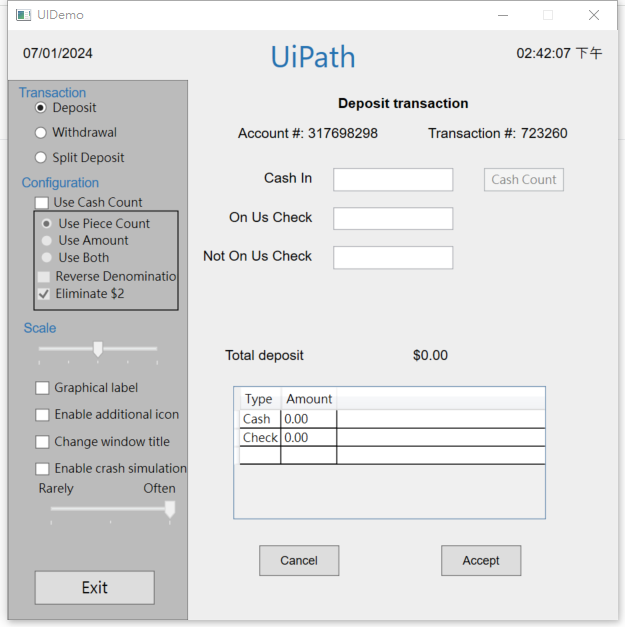 UIDemo
07/01/2024
UiPath
02:42:07 下午
Transaction
Deposit
Withdrawal
Split Deposit
Configuration
Use Cash Count
Use Piece Count
Use Amount
Use Both
Reverse Denominatio
Eliminate $2
Scale
Graphical label
Enable additional icon
Change window title
Enable crash simulation
Rarely Often
Exit
Deposit transaction
Account #: 317698298 Transaction #: 723260
Cash In Cash Count
On Us Check
Not On Us Check
Total deposit $0.00
Type Amount
Cash 0.00
Check 0.00
Cancel Accept